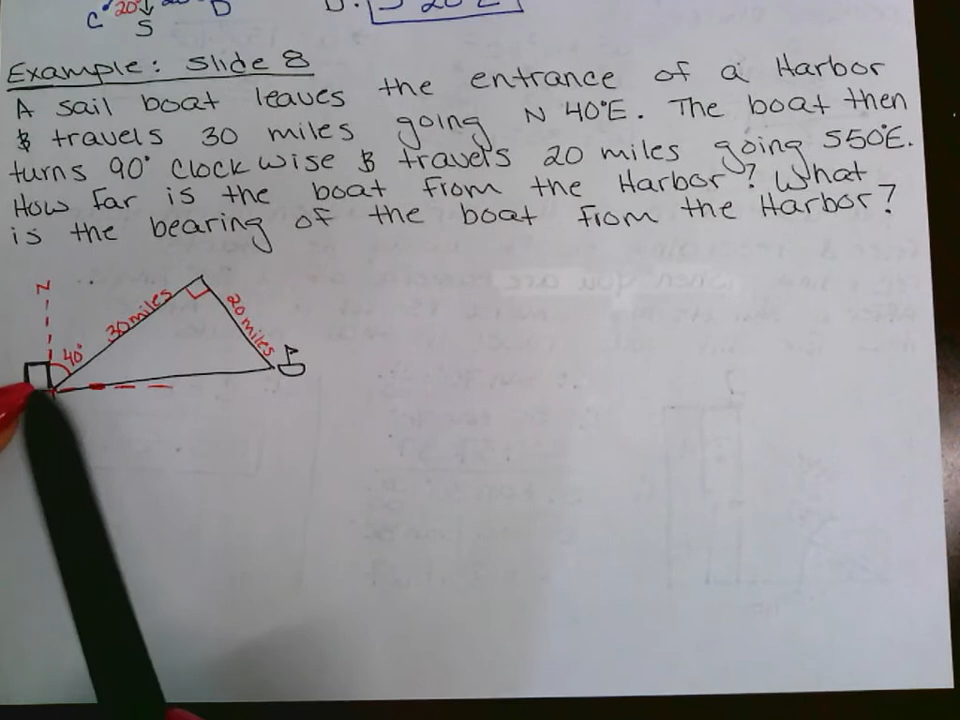 C 20° S D
Example: Slide 8
A sail boat leaves the entrance of a Harbor
& travels 30 miles going N 40°E. The boat then
turns 90° Clockwise & travels 20 miles going S50°E.
How far is the boat from the Harbor? What
is the bearing of the boat from the Harbor?
N
40°
30 miles
20 miles